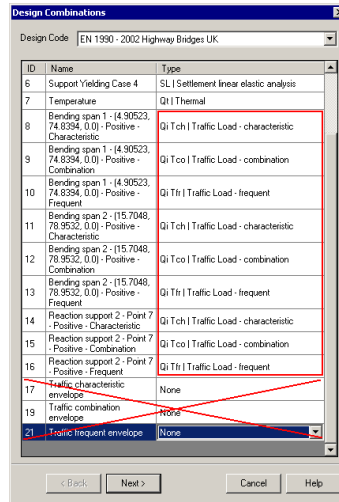 Design Combinations
Design Code EN 1990 - 2002 Highway Bridges UK
ID Name Type
6 Support Yielding Case 4 SL | Settlement linear elastic analysis
7 Temperature Qt | Thermal
8 Bending span 1 - (4.90523, 74.8394, 0.0) - Positive - Characteristic Qi Tch | Traffic Load - characteristic
9 Bending span 1 - (4.90523, 74.8394, 0.0) - Positive - Combination Qi Tco | Traffic Load - combination
10 Bending span 1 - (4.90523, 74.8394, 0.0) - Positive - Frequent Qi Tfr | Traffic Load - frequent
11 Bending span 2 - (15.7048, 78.9532, 0.0) - Positive - Characteristic Qi Tch | Traffic Load - characteristic
12 Bending span 2 - (15.7048, 78.9532, 0.0) - Positive - Combination Qi Tco | Traffic Load - combination
13 Bending span 2 - (15.7048, 78.9532, 0.0) - Positive - Frequent Qi Tfr | Traffic Load - frequent
14 Reaction support 2 - Point 7 - Positive - Characteristic Qi Tch | Traffic Load - characteristic
15 Reaction support 2 - Point 7 - Positive - Combination Qi Tco | Traffic Load - combination
16 Reaction support 2 - Point 7 - Positive - Frequent Qi Tfr | Traffic Load - frequent
17 Traffic characteristic envelope None
19 Traffic combination envelope None
21 Traffic frequent envelope None
< Back Next > Cancel Help